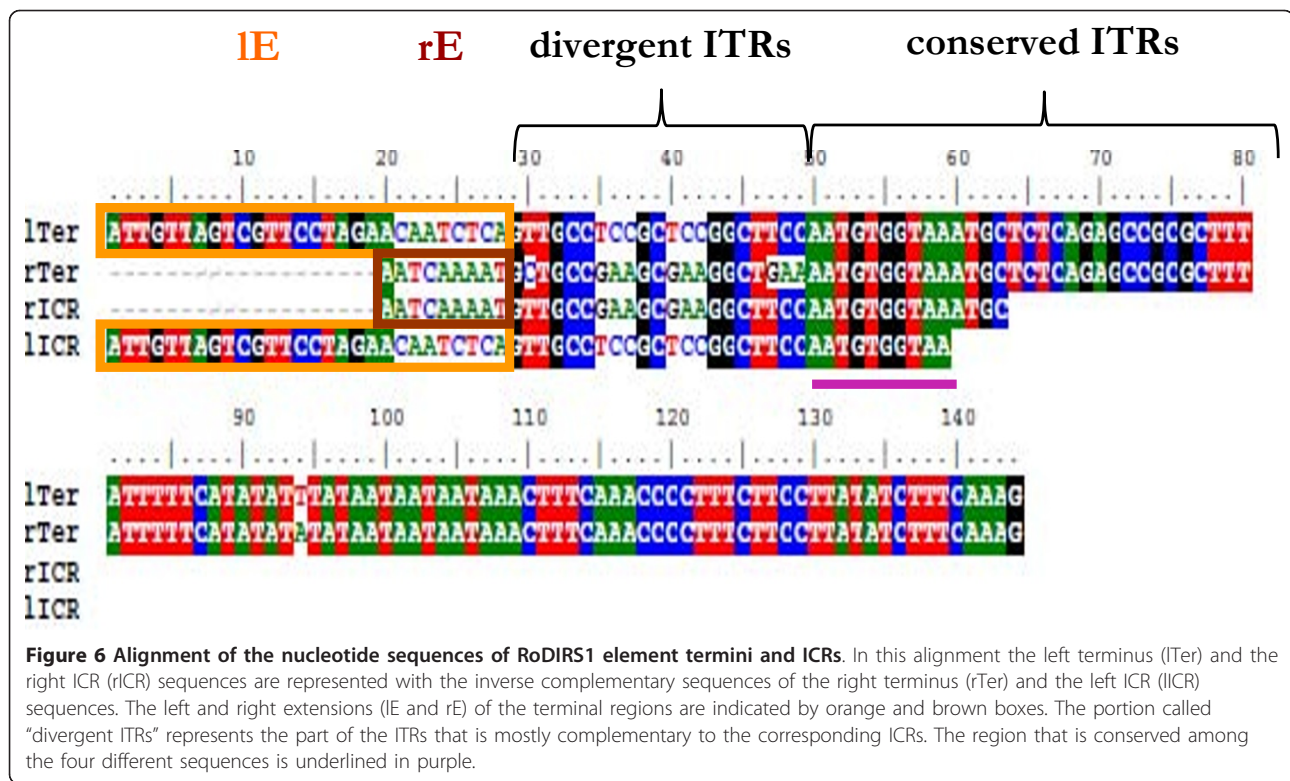 lE rE divergent ITRs conserved ITRs
10 20 30 40 50 60 70 80
lTer ATTGTTAGTCGTTCCTAGAACAATCTCAGTTGCCTCCGCTCCGGCTTCCAATGTGGTAAATGCTCTCAGAGCCGCGCTTT
rTer -------------------AATCAAAATGCTGCCGAAGCGAAGGCTGAAAATGTGGTAAATGCTCTCAGAGCCGCGCTTT
rICR -------------------AATCAAAATGTTGCCGAAGCGAAGGCTTCCAATGTGGTAAATGC
lICR ATTGTTAGTCGTTCCTAGAACAATCTCAGTTGCCTCCGCTCCGGCTTCCAATGTGGTAA
90 100 110 120 130 140
lTer ATTTTTCATATATTTATAATAATAATAAACTTTCAAACCCCTTTCTTCCTTATATCTTTCAAAG
rTer ATTTTTCATATATATATAATAATAATAAACTTTCAAACCCCTTTCTTCCTTATATCTTTCAAAG
rICR
lICR
Figure 6 Alignment of the nucleotide sequences of RoDIRS1 element termini and ICRs. In this alignment the left terminus (lTer) and the
right ICR (rICR) sequences are represented with the inverse complementary sequences of the right terminus (rTer) and the left ICR (lICR)
sequences. The left and right extensions (lE and rE) of the terminal regions are indicated by orange and brown boxes. The portion called
“divergent ITRs” represents the part of the ITRs that is mostly complementary to the corresponding ICRs. The region that is conserved among
the four different sequences is underlined in purple.